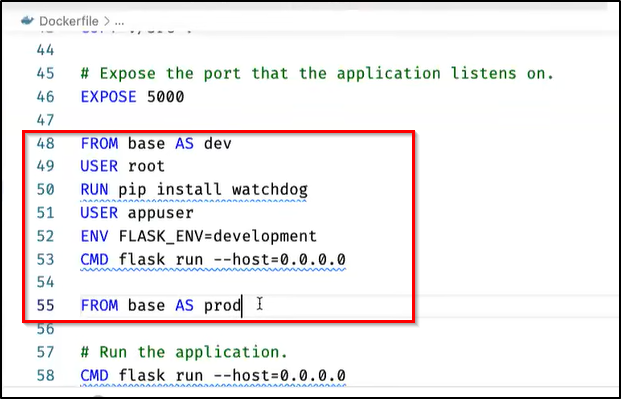 Dockerfile > ...
44
45 # Expose the port that the application listens on.
46 EXPOSE 5000
47
48 FROM base AS dev
49 USER root
50 RUN pip install watchdog
51 USER appuser
52 ENV FLASK_ENV=development
53 CMD flask run --host=0.0.0.0
54
55 FROM base AS prod
56
57 # Run the application.
58 CMD flask run --host=0.0.0.0